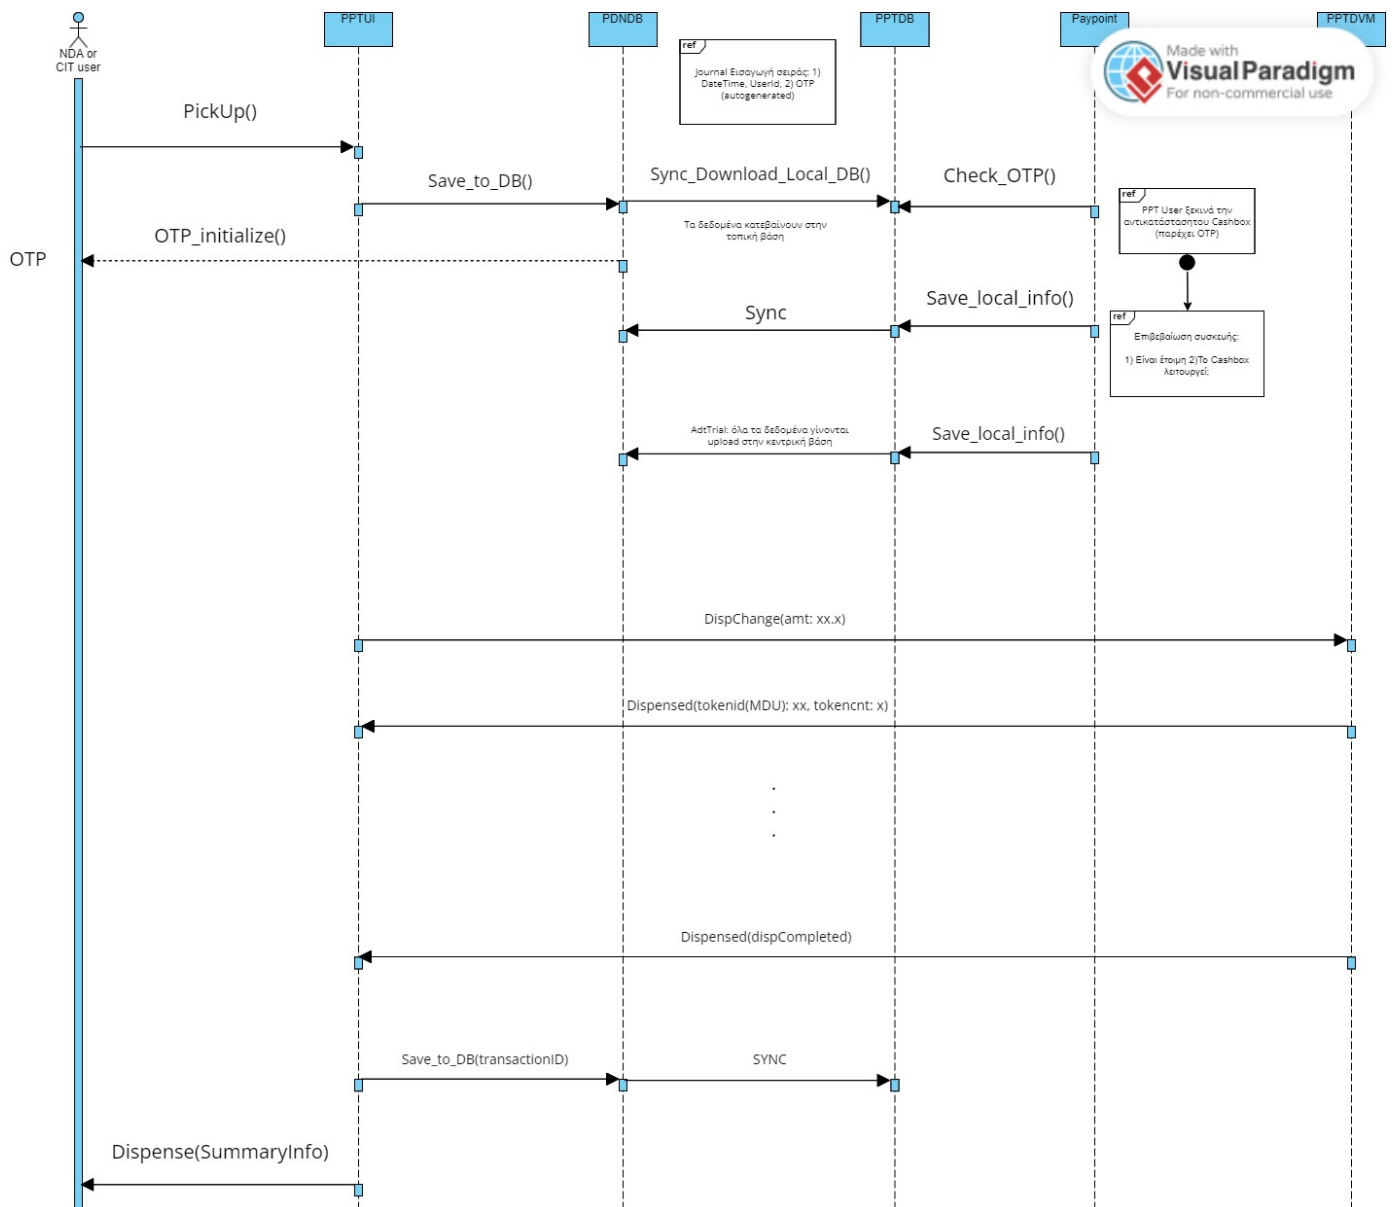 PPTUI
PDNDB
PPTDB
Paypoint
PPTDVM
NDA or
CIT user
ref
Journal Εισαγωγή σειράς: 1)
DateTime, UserId, 2) OTP
(autogenerated)
Made with
Visual Paradigm
For non-commercial use
PickUp()
Save_to_DB()
Sync_Download_Local_DB()
Check_OTP()
ref
PPT User ξεκινά την
αντικατάστασητου Cashbox
(παρέχει OTP)
Τα δεδομένα κατεβαίνουν στην
τοπική βάση
OTP_initialize()
OTP
Save_local_info()
Sync
ref
Επιβεβαίωση συσκευής:
1) Είναι έτοιμη 2)Το Cashbox
λειτουργεί;
AdtTrial: όλα τα δεδομένα γίνονται
upload στην κεντρική βάση
Save_local_info()
DispChange(amt: xx.x)
Dispensed(tokenid(MDU): xx, tokencnt: x)
.
.
.
Dispensed(dispCompleted)
Save_to_DB(transactionID)
SYNC
Dispense(SummaryInfo)